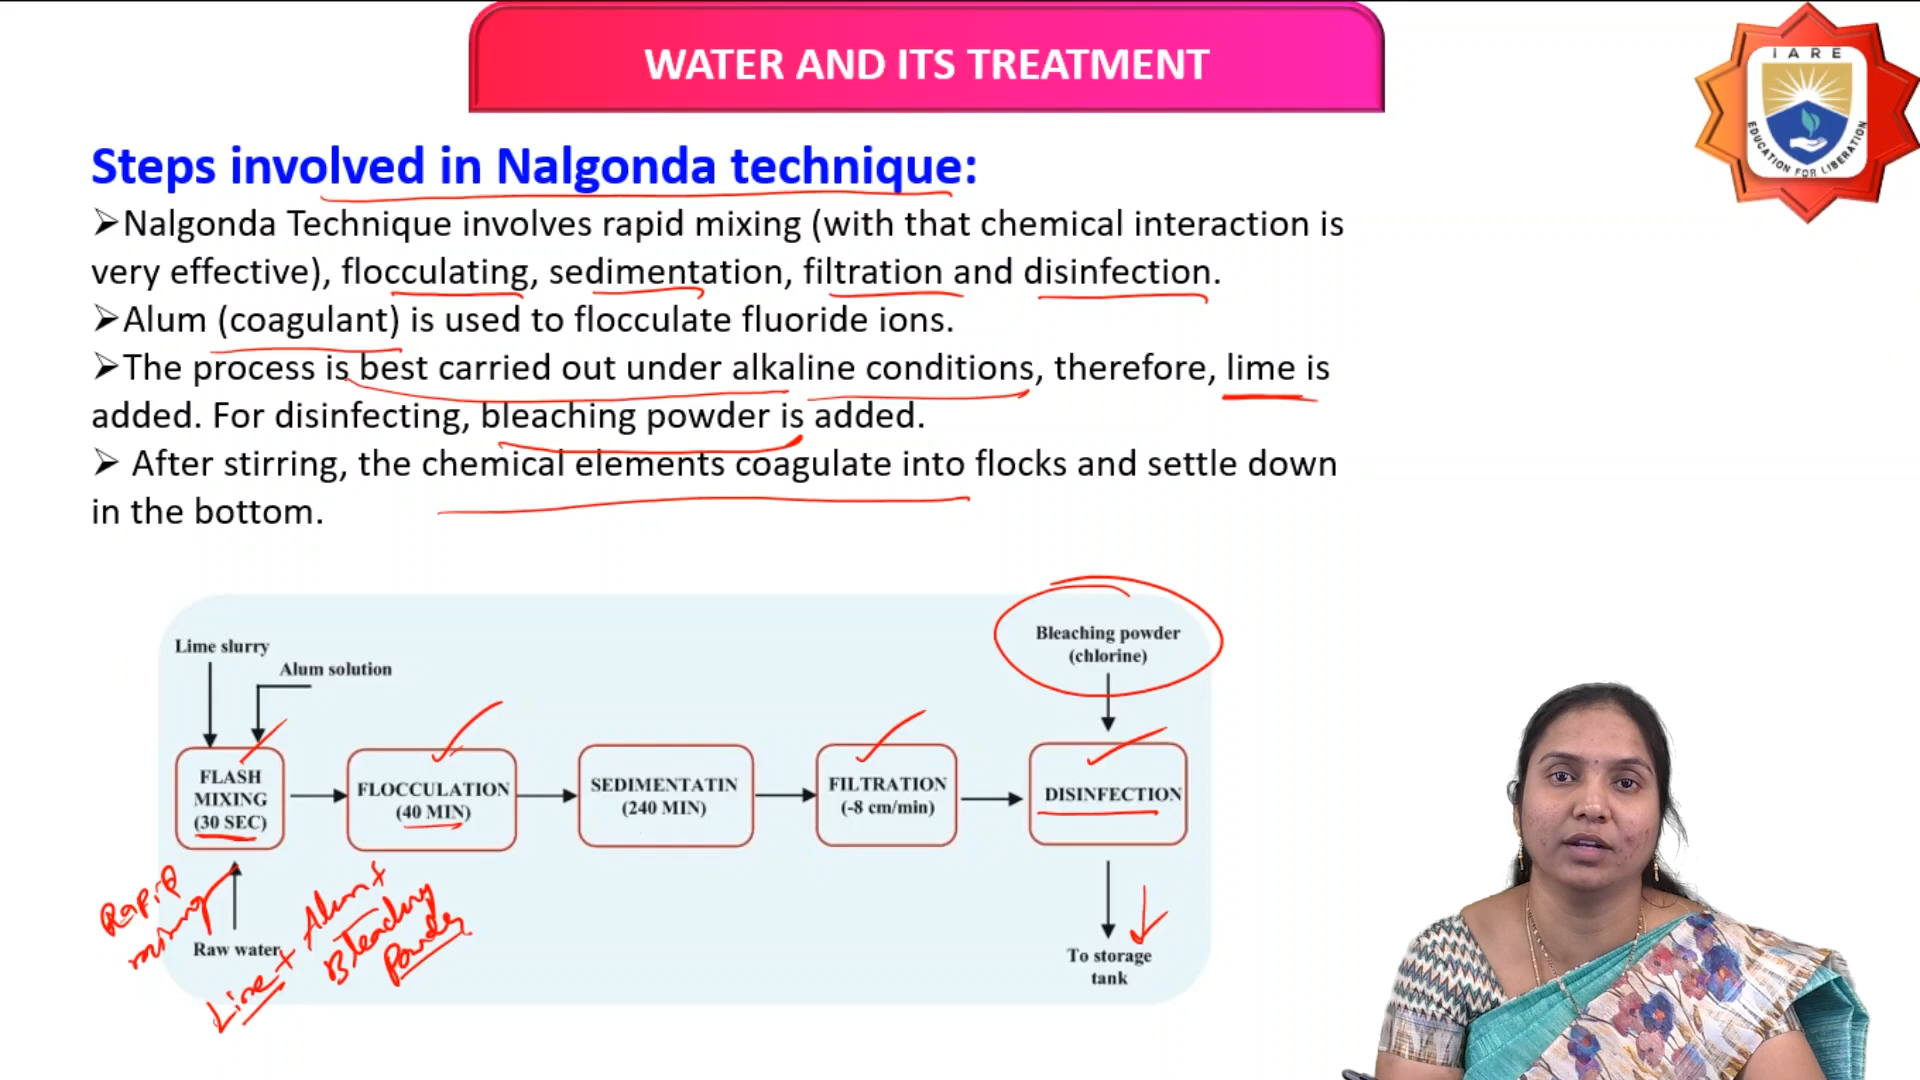 WATER AND ITS TREATMENT
IARE
EDUCATION FOR LIBERATION
Steps involved in Nalgonda technique:
➢Nalgonda Technique involves rapid mixing (with that chemical interaction is
very effective), flocculating, sedimentation, filtration and disinfection.
➢Alum (coagulant) is used to flocculate fluoride ions.
➢The process is best carried out under alkaline conditions, therefore, lime is
added. For disinfecting, bleaching powder is added.
➢ After stirring, the chemical elements coagulate into flocks and settle down
in the bottom.
Lime slurry
Alum solution
Bleaching powder
(chlorine)
FLASH
MIXING
(30 SEC)
FLOCCULATION
(40 MIN)
SEDIMENTATIN
(240 MIN)
FILTRATION
(-8 cm/min)
DISINFECTION
Rapid
mixing
Raw water
Lime + Alum +
Bleaching
Powder
To storage
tank